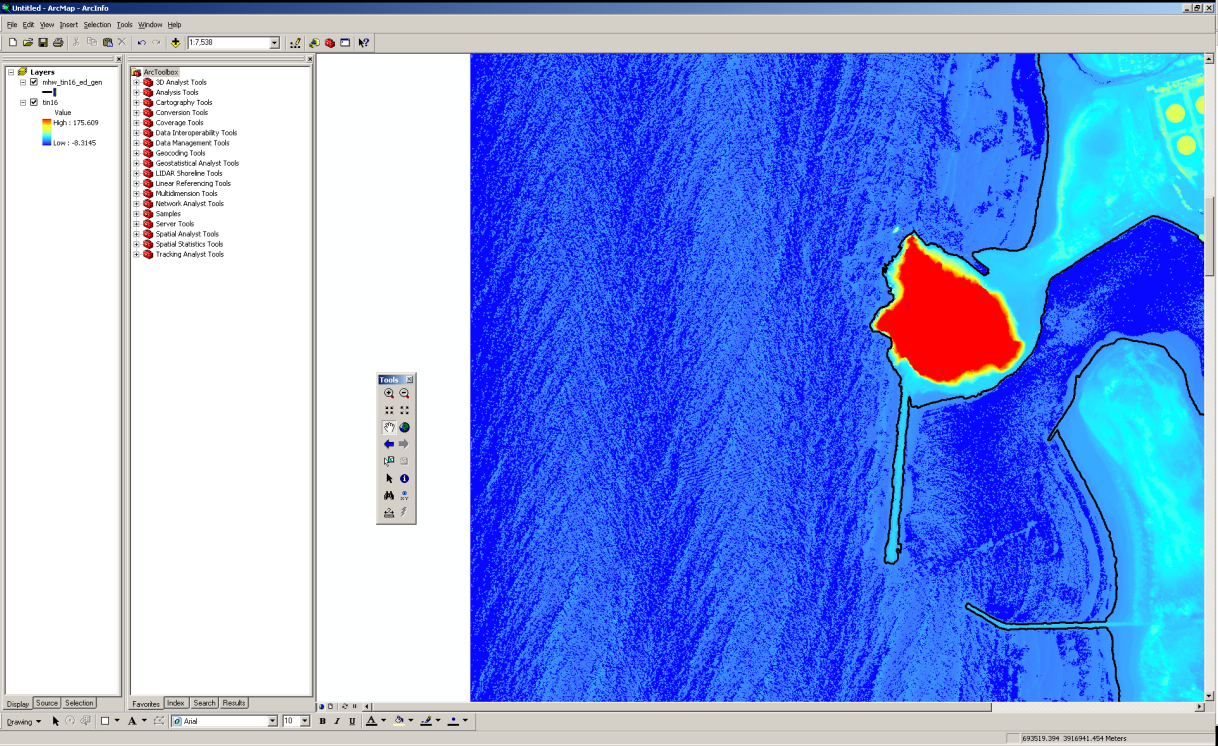 Untitled - ArcMap - ArcInfo
File Edit View Insert Selection Tools Window Help
1:7,538
Layers
mhw_tin16_ed_gen
tin16
Value
High : 175.609
Low : -8.3145
ArcToolbox
3D Analyst Tools
Analysis Tools
Cartography Tools
Conversion Tools
Coverage Tools
Data Interoperability Tools
Data Management Tools
Geocoding Tools
Geostatistical Analyst Tools
LIDAR Shoreline Tools
Linear Referencing Tools
Multidimension Tools
Network Analyst Tools
Samples
Server Tools
Spatial Analyst Tools
Spatial Statistics Tools
Tracking Analyst Tools
Tools
XY
Display Source Selection
Favorites Index Search Results
Drawing A Arial 10 B I U A
693519.394 3916941.454 Meters